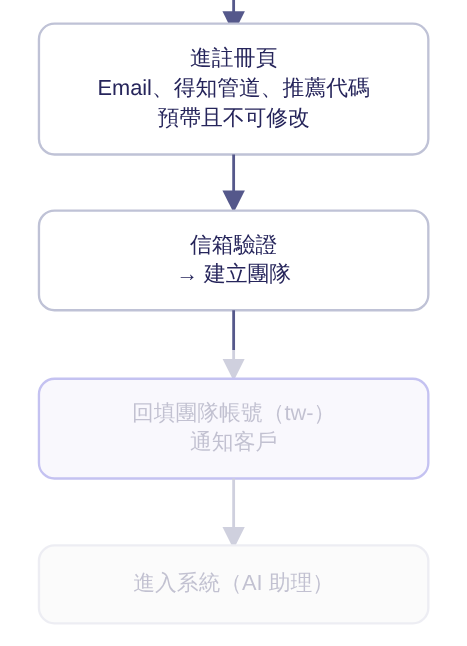 進註冊頁
Email、得知管道、推薦代碼
預帶且不可修改
信箱驗證
→ 建立團隊
回填團隊帳號（tw-）
通知客戶
進入系統（AI 助理）